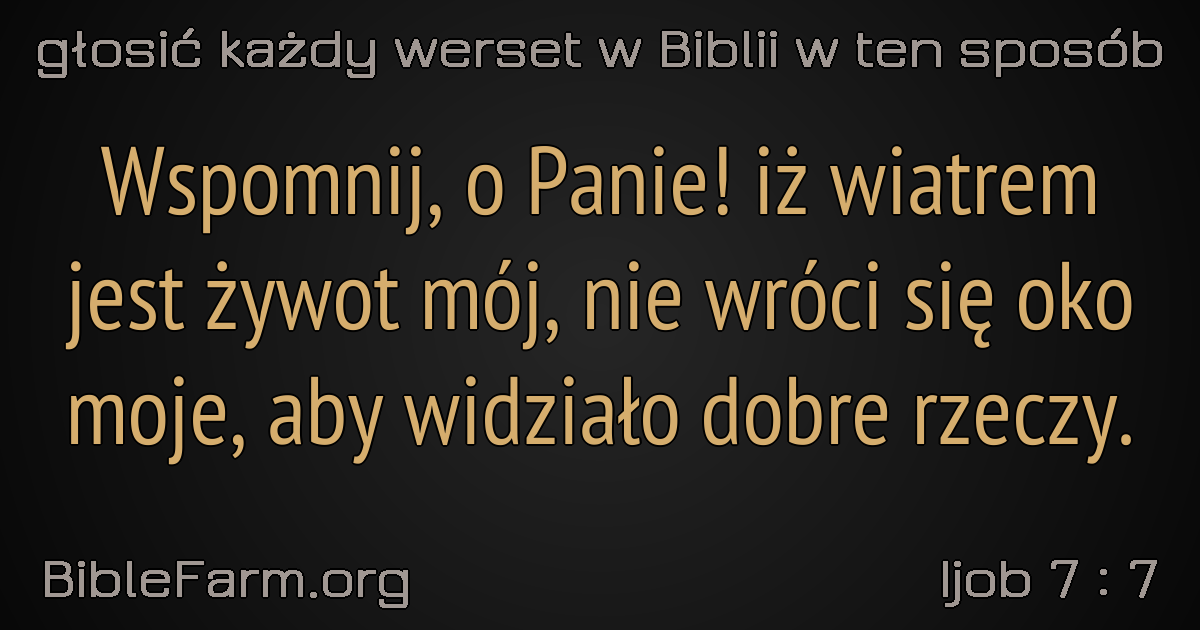 głosić każdy werset w Biblii w ten sposób
Wspomnij, o Panie! iż wiatrem
jest żywot mój, nie wróci się oko
moje, aby widziało dobre rzeczy.
BibleFarm.org
Ijob 7 : 7